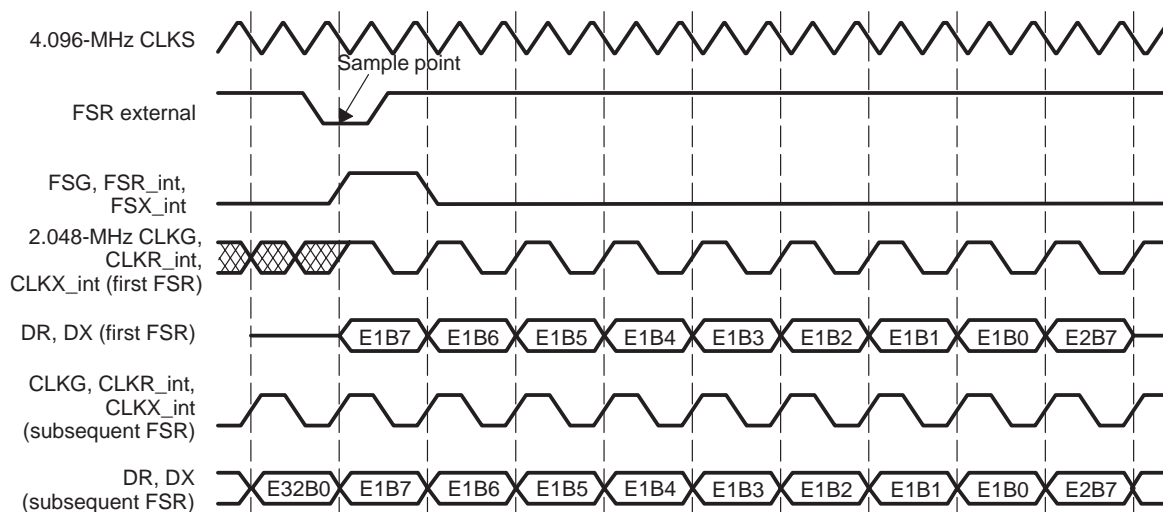 4.096-MHz CLKS
Sample point
FSR external
FSG, FSR_int,
FSX_int
2.048-MHz CLKG,
CLKR_int,
CLKX_int (first FSR)
DR, DX (first FSR)
E1B7 E1B6 E1B5 E1B4 E1B3 E1B2 E1B1 E1B0 E2B7
CLKG, CLKR_int,
CLKX_int
(subsequent FSR)
DR, DX
(subsequent FSR)
E32B0 E1B7 E1B6 E1B5 E1B4 E1B3 E1B2 E1B1 E1B0 E2B7